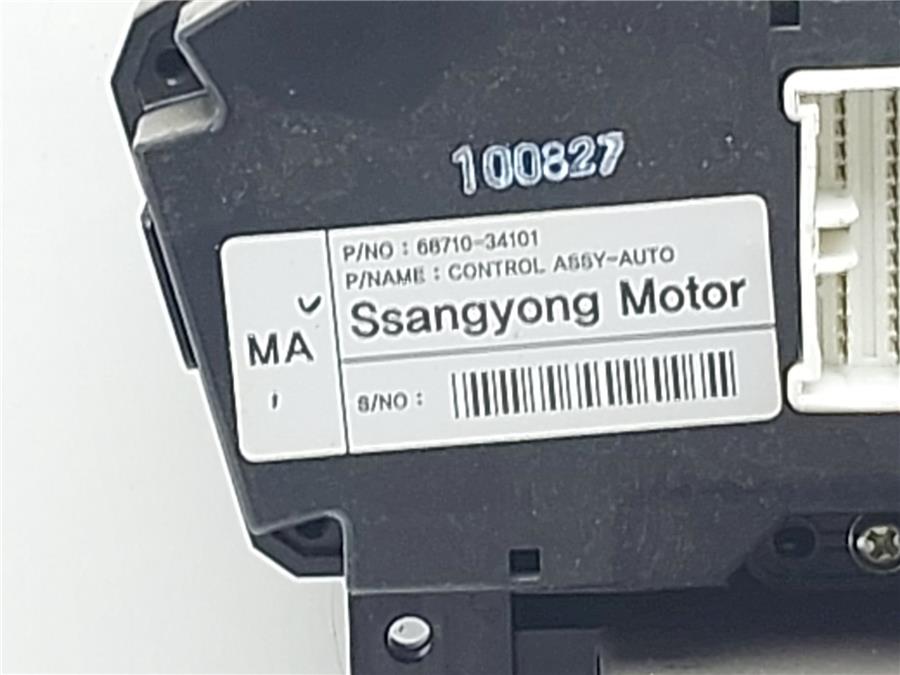 100827
P/NO : 68710-34101
P/NAME : CONTROL ASSY-AUTO
Ssangyong Motor
MA
S/NO :